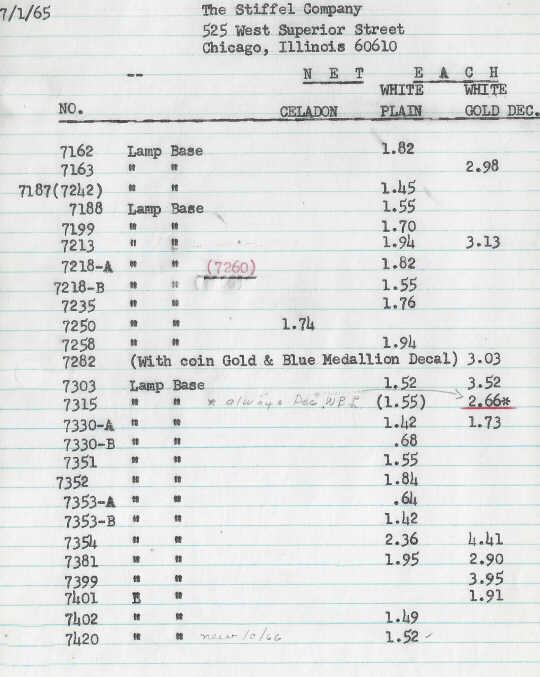 7/1/65 The Stiffel Company
525 West Superior Street
Chicago, Illinois 60610
-- N E T E A C H
WHITE WHITE
NO. CELADON PLAIN GOLD DEC.
7162 Lamp Base 1.82
7163 " " 2.98
7187(7242) " " 1.45
7188 Lamp Base 1.55
7199 " " 1.70
7213 " " 1.94 3.13
7218-A " " (7260) 1.82
7218-B " " 1.55
7235 " " 1.76
7250 " " 1.74
7258 " " 1.94
7282 (With coin Gold & Blue Medallion Decal) 3.03
7303 Lamp Base 1.52 3.52
7315 " " * always Dec (1.55) 2.66*
7330-A " " 1.42 1.73
7330-B " " .68
7351 " " 1.55
7352 " " 1.84
7353-A " " .64
7353-B " " 1.42
7354 " " 2.36 4.41
7381 " " 1.95 2.90
7399 " " 3.95
7401 " " 1.91
7402 " " 1.49
7420 " " new 1.52